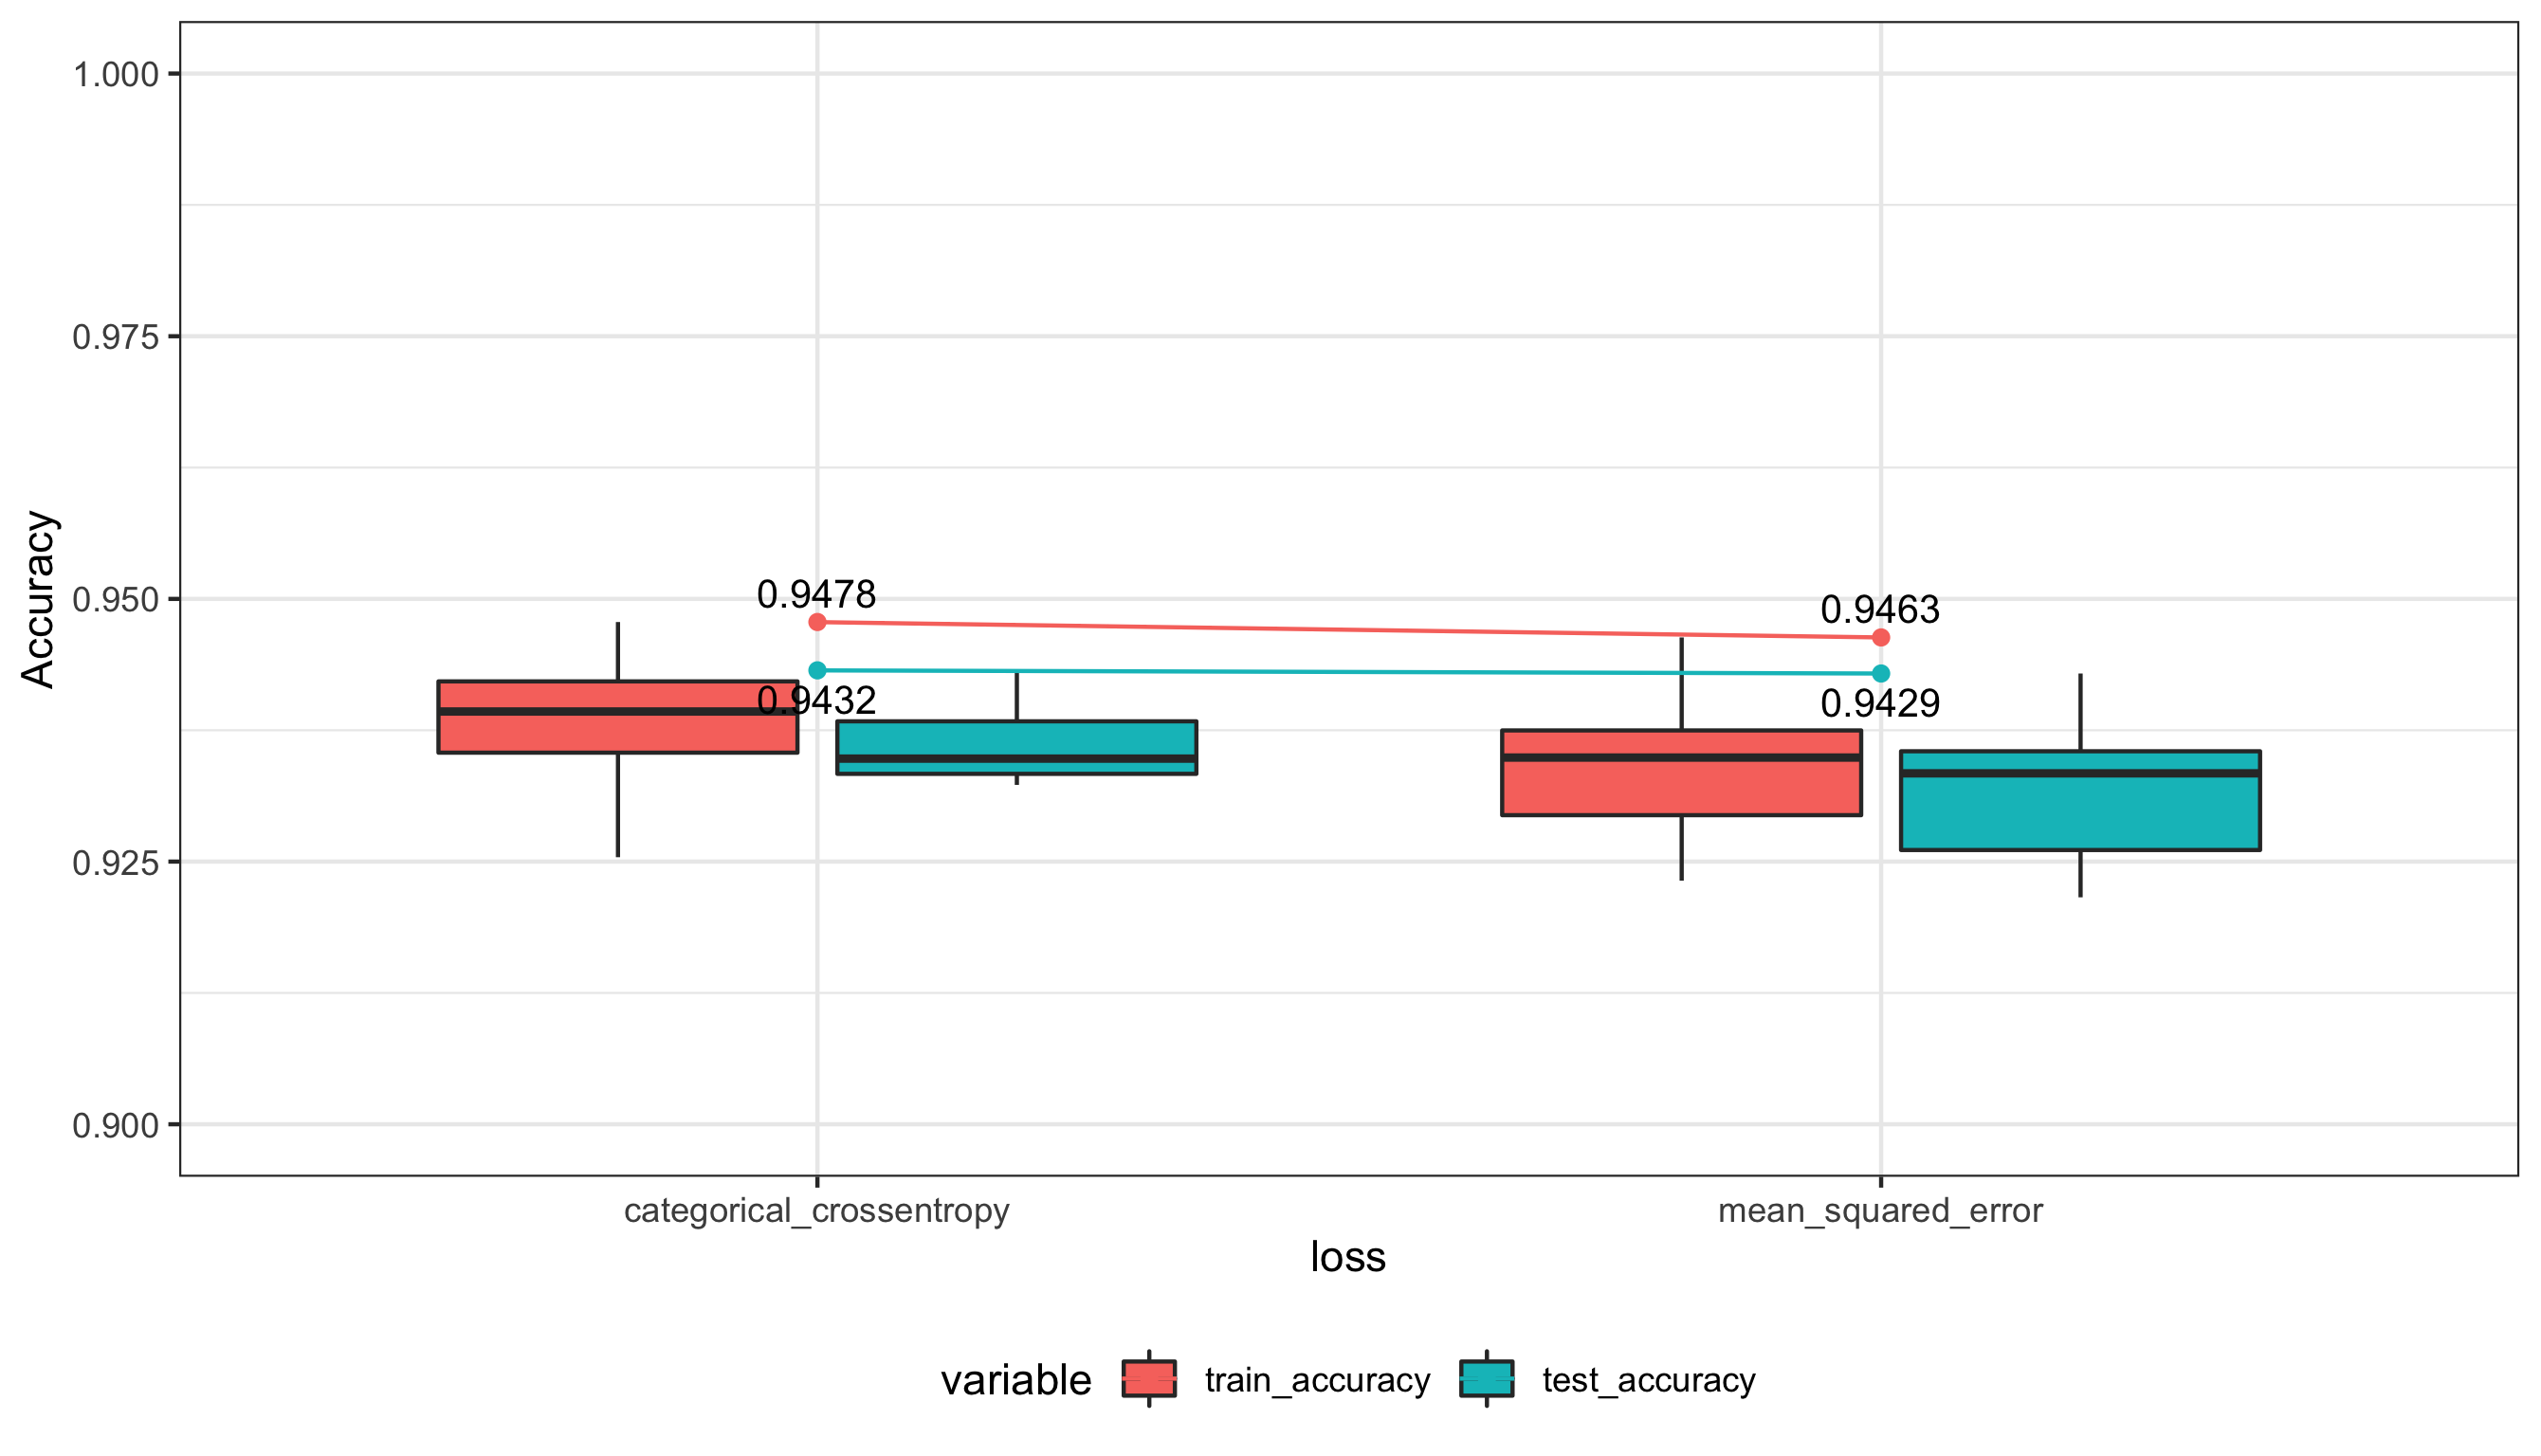 1.000
0.975
0.950
0.925
0.900
Accuracy
0.9478
0.9432
0.9463
0.9429
categorical_crossentropy
mean_squared_error
loss
variable
train_accuracy
test_accuracy